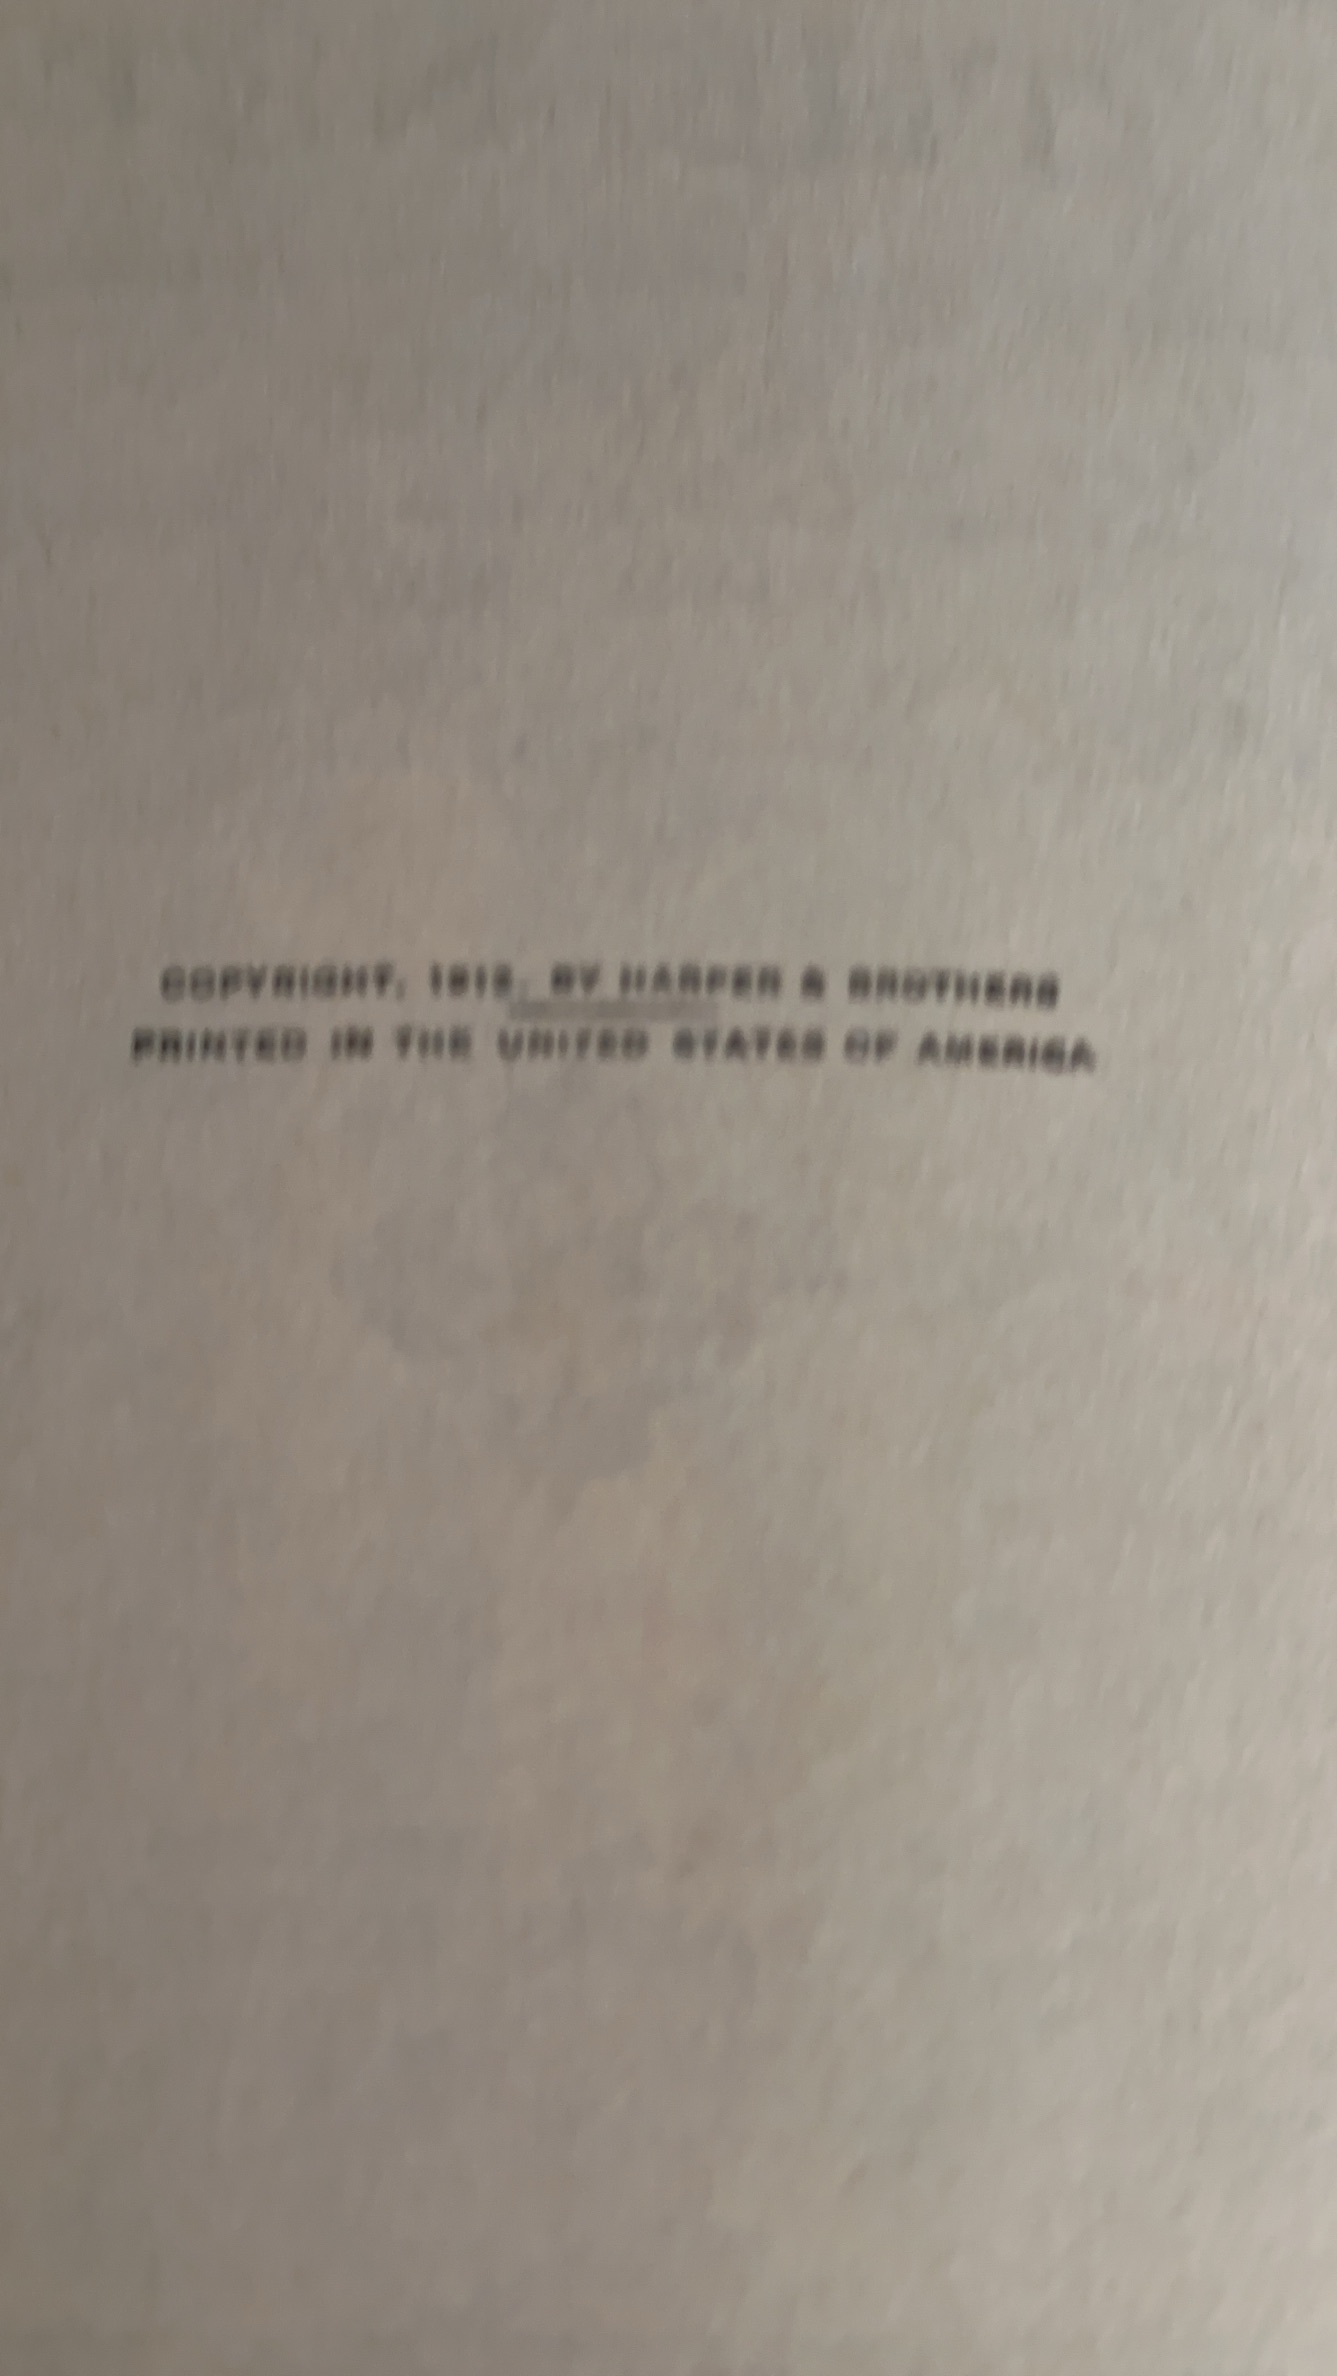 COPYRIGHT, BY HARPER & BROTHERS
PRINTED IN THE UNITED STATES OF AMERICA